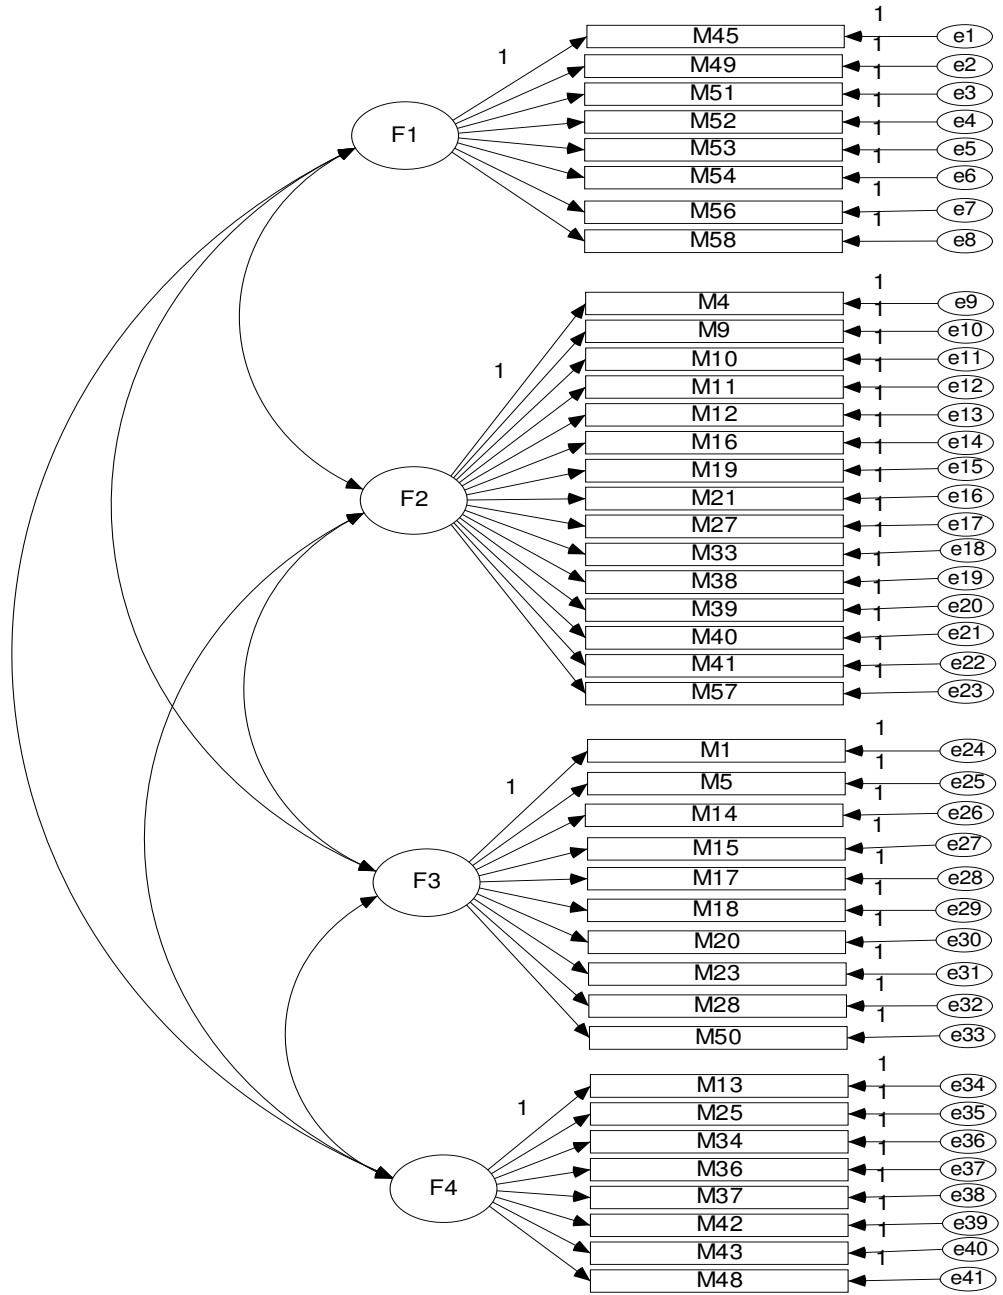 1
M45 e1
1
1 M49 e2
1
M51 e3
1
M52 e4
F1
1
M53 e5
1
M54 e6
1
M56 e7
1
M58 e8
1
M4 e9
1
M9 e10
1
M10 e11
1
1
M11 e12
1
M12 e13
1
M16 e14
1
M19 e15
1
F2 M21 e16
1
M27 e17
1
M33 e18
1
M38 e19
1
M39 e20
1
M40 e21
1
M41 e22
1
M57 e23
1
M1 e24
1
1 M5 e25
1
M14 e26
1
M15 e27
1
F3 M17 e28
1
M18 e29
1
M20 e30
1
M23 e31
1
M28 e32
1
M50 e33
1
M13 e34
1
1 M25 e35
1
M34 e36
1
M36 e37
1
F4 M37 e38
1
M42 e39
1
M43 e40
1
M48 e41